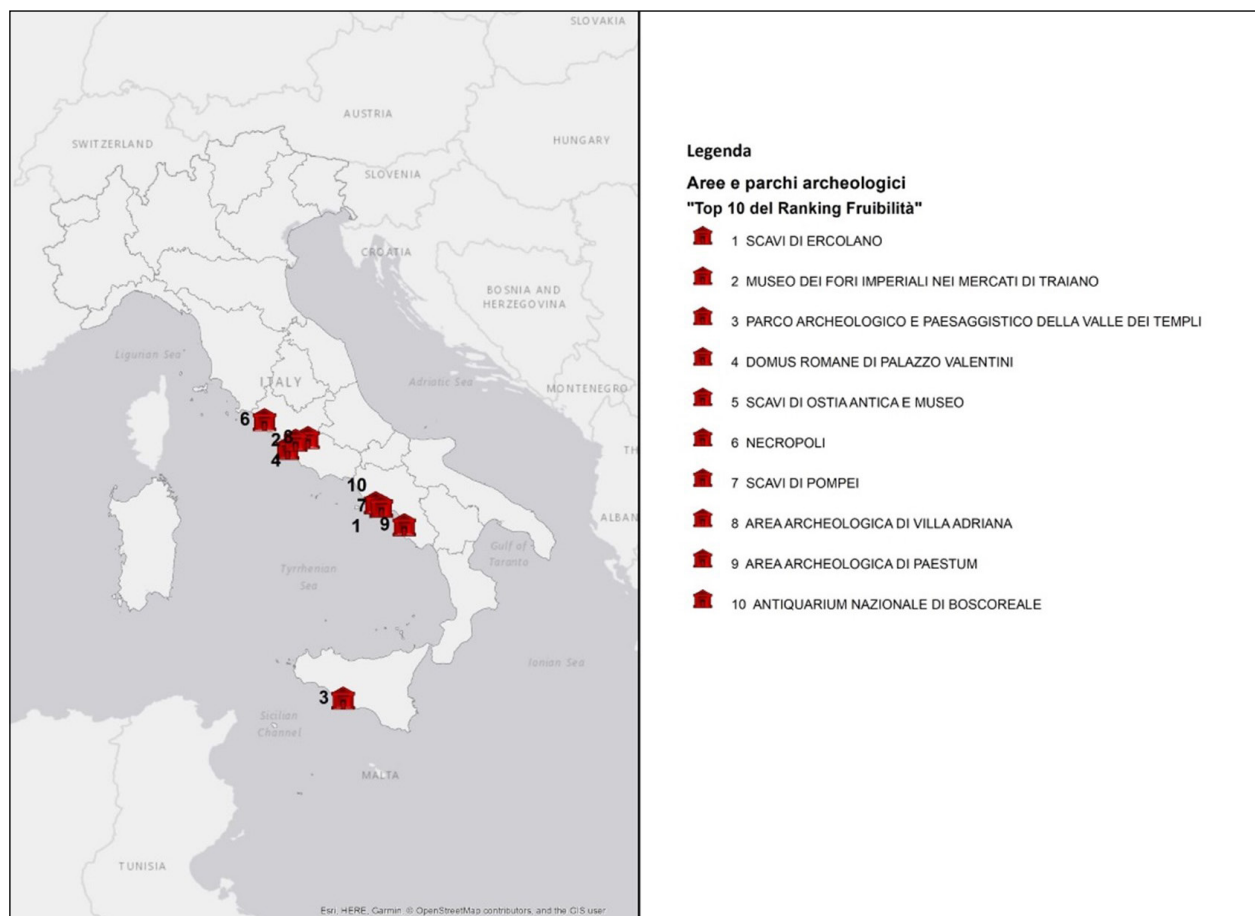 SLOVAKIA
AUSTRIA
SWITZERLAND
HUNGARY
SLOVENIA
CROATIA
BOSNIA AND
HERZEGOVINA
Ligurian Sea
ITALY
Adriatic Sea
MONTENEGRO
6
2
8
4
TH
10
7
9
1
ALBAN
Gulf of
Taranto
Tyrrhenian
Sea
Ionian Sea
3
Sicilian
Channel
MALTA
TUNISIA
Esri, HERE, Garmin, © OpenStreetMap contributors, and the GIS user
Legenda
Aree e parchi archeologici
"Top 10 del Ranking Fruibilità"
1 SCAVI DI ERCOLANO
2 MUSEO DEI FORI IMPERIALI NEI MERCATI DI TRAIANO
3 PARCO ARCHEOLOGICO E PAESAGGISTICO DELLA VALLE DEI TEMPLI
4 DOMUS ROMANE DI PALAZZO VALENTINI
5 SCAVI DI OSTIA ANTICA E MUSEO
6 NECROPOLI
7 SCAVI DI POMPEI
8 AREA ARCHEOLOGICA DI VILLA ADRIANA
9 AREA ARCHEOLOGICA DI PAESTUM
10 ANTIQUARIUM NAZIONALE DI BOSCOREALE